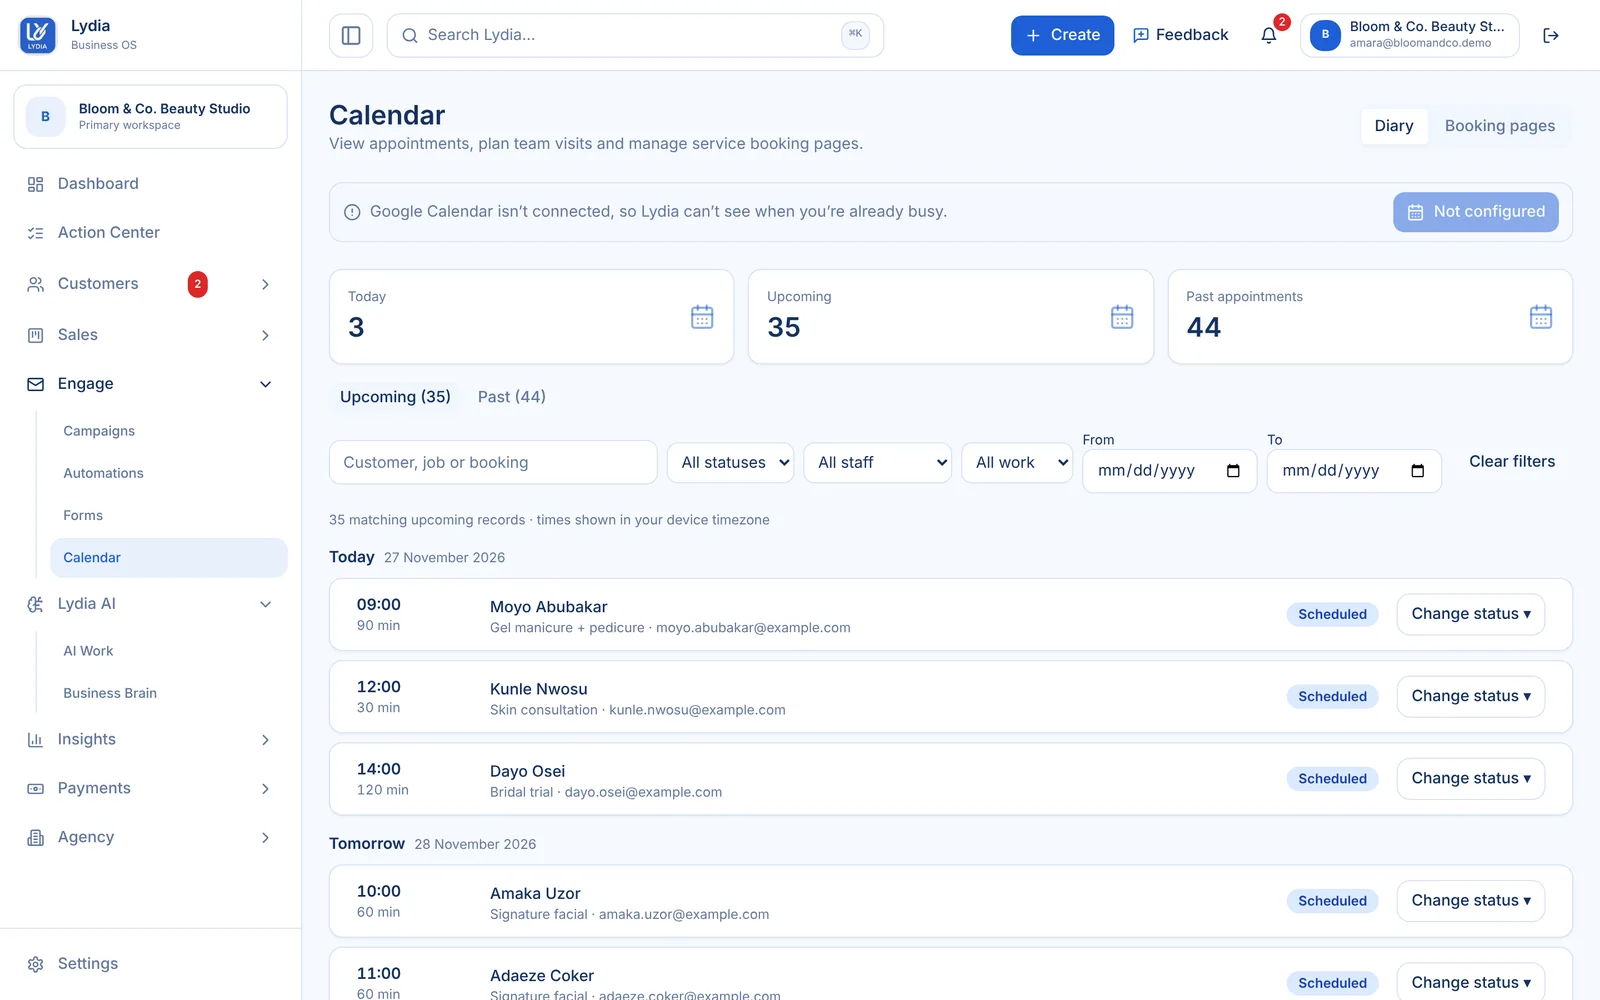 Lydia
Business OS
LYDIA
Search Lydia...
⌘K
Create
Feedback
2
B
Bloom & Co. Beauty St...
amara@bloomandco.demo
B
Bloom & Co. Beauty Studio
Primary workspace
Dashboard
Action Center
Customers
2
Sales
Engage
Campaigns
Automations
Forms
Calendar
Lydia AI
AI Work
Business Brain
Insights
Payments
Agency
Settings
Calendar
View appointments, plan team visits and manage service booking pages.
Diary
Booking pages
Google Calendar isn’t connected, so Lydia can’t see when you’re already busy.
Not configured
Today
3
Upcoming
35
Past appointments
44
Upcoming (35)
Past (44)
Customer, job or booking
All statuses
All staff
All work
From
mm/dd/yyyy
To
mm/dd/yyyy
Clear filters
35 matching upcoming records · times shown in your device timezone
Today 27 November 2026
09:00
90 min
Moyo Abubakar
Gel manicure + pedicure · moyo.abubakar@example.com
Scheduled
Change status ▾
12:00
30 min
Kunle Nwosu
Skin consultation · kunle.nwosu@example.com
Scheduled
Change status ▾
14:00
120 min
Dayo Osei
Bridal trial · dayo.osei@example.com
Scheduled
Change status ▾
Tomorrow 28 November 2026
10:00
60 min
Amaka Uzor
Signature facial · amaka.uzor@example.com
Scheduled
Change status ▾
11:00
60 min
Adaeze Coker
Signature facial · adaeze.coker@example.com
Scheduled
Change status ▾